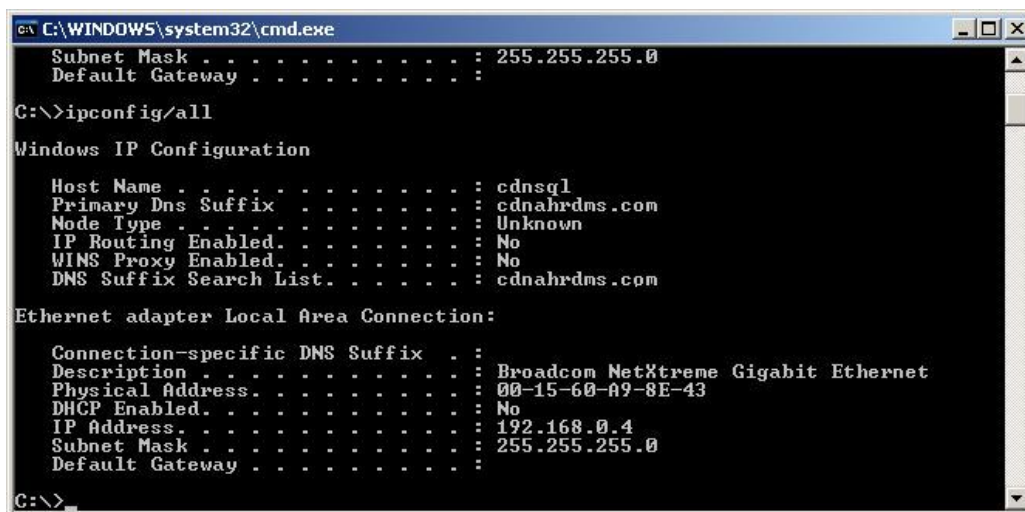 C:\WINDOWS\system32\cmd.exe
Subnet Mask . . . . . . . . . . . : 255.255.255.0
Default Gateway . . . . . . . . . :
C:\>ipconfig/all
Windows IP Configuration
Host Name . . . . . . . . . . . . : cdnsql
Primary Dns Suffix  . . . . . . . : cdnahrdms.com
Node Type . . . . . . . . . . . . : Unknown
IP Routing Enabled. . . . . . . . : No
WINS Proxy Enabled. . . . . . . . : No
DNS Suffix Search List. . . . . . : cdnahrdms.com
Ethernet adapter Local Area Connection:
Connection-specific DNS Suffix  . :
Description . . . . . . . . . . . : Broadcom NetXtreme Gigabit Ethernet
Physical Address. . . . . . . . . : 00-15-60-A9-8E-43
DHCP Enabled. . . . . . . . . . . : No
IP Address. . . . . . . . . . . . : 192.168.0.4
Subnet Mask . . . . . . . . . . . : 255.255.255.0
Default Gateway . . . . . . . . . :
C:\>_